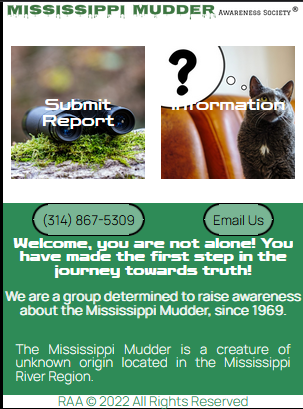 MISSISSIPPI MUDDER AWARENESS SOCIETY®
Submit
Report
?
Information
(314) 867-5309
Email Us
Welcome, you are not alone! You
have made the first step in the
journey towards truth!
We are a group determined to raise awareness
about the Mississippi Mudder, since 1969.
The Mississippi Mudder is a creature of
unknown origin located in the Mississippi
River Region.
RAA © 2022 All Rights Reserved